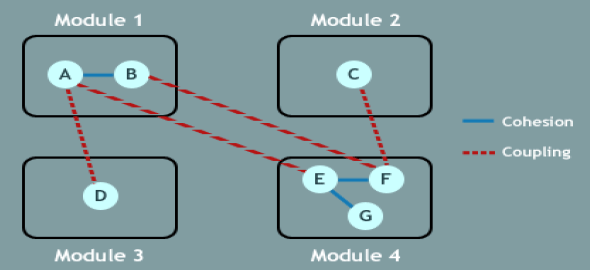 Module 1
Module 2
A
B
C
Cohesion
Coupling
D
E
F
G
Module 3
Module 4